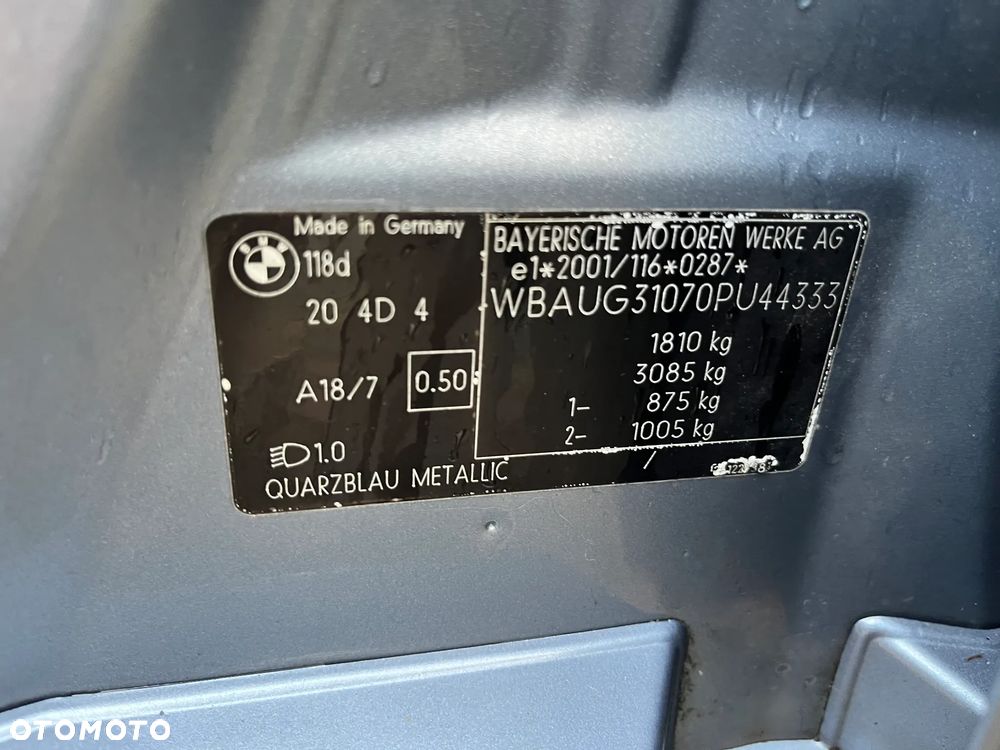 Made in Germany
BMW
118d
20 4D 4
A18/7 0.50
1.0
QUARZBLAU METALLIC
BAYERISCHE MOTOREN WERKE AG
e1*2001/116*0287*
WBAUG31070PU44333
1810 kg
3085 kg
1- 875 kg
2- 1005 kg
/
OTOMOTO